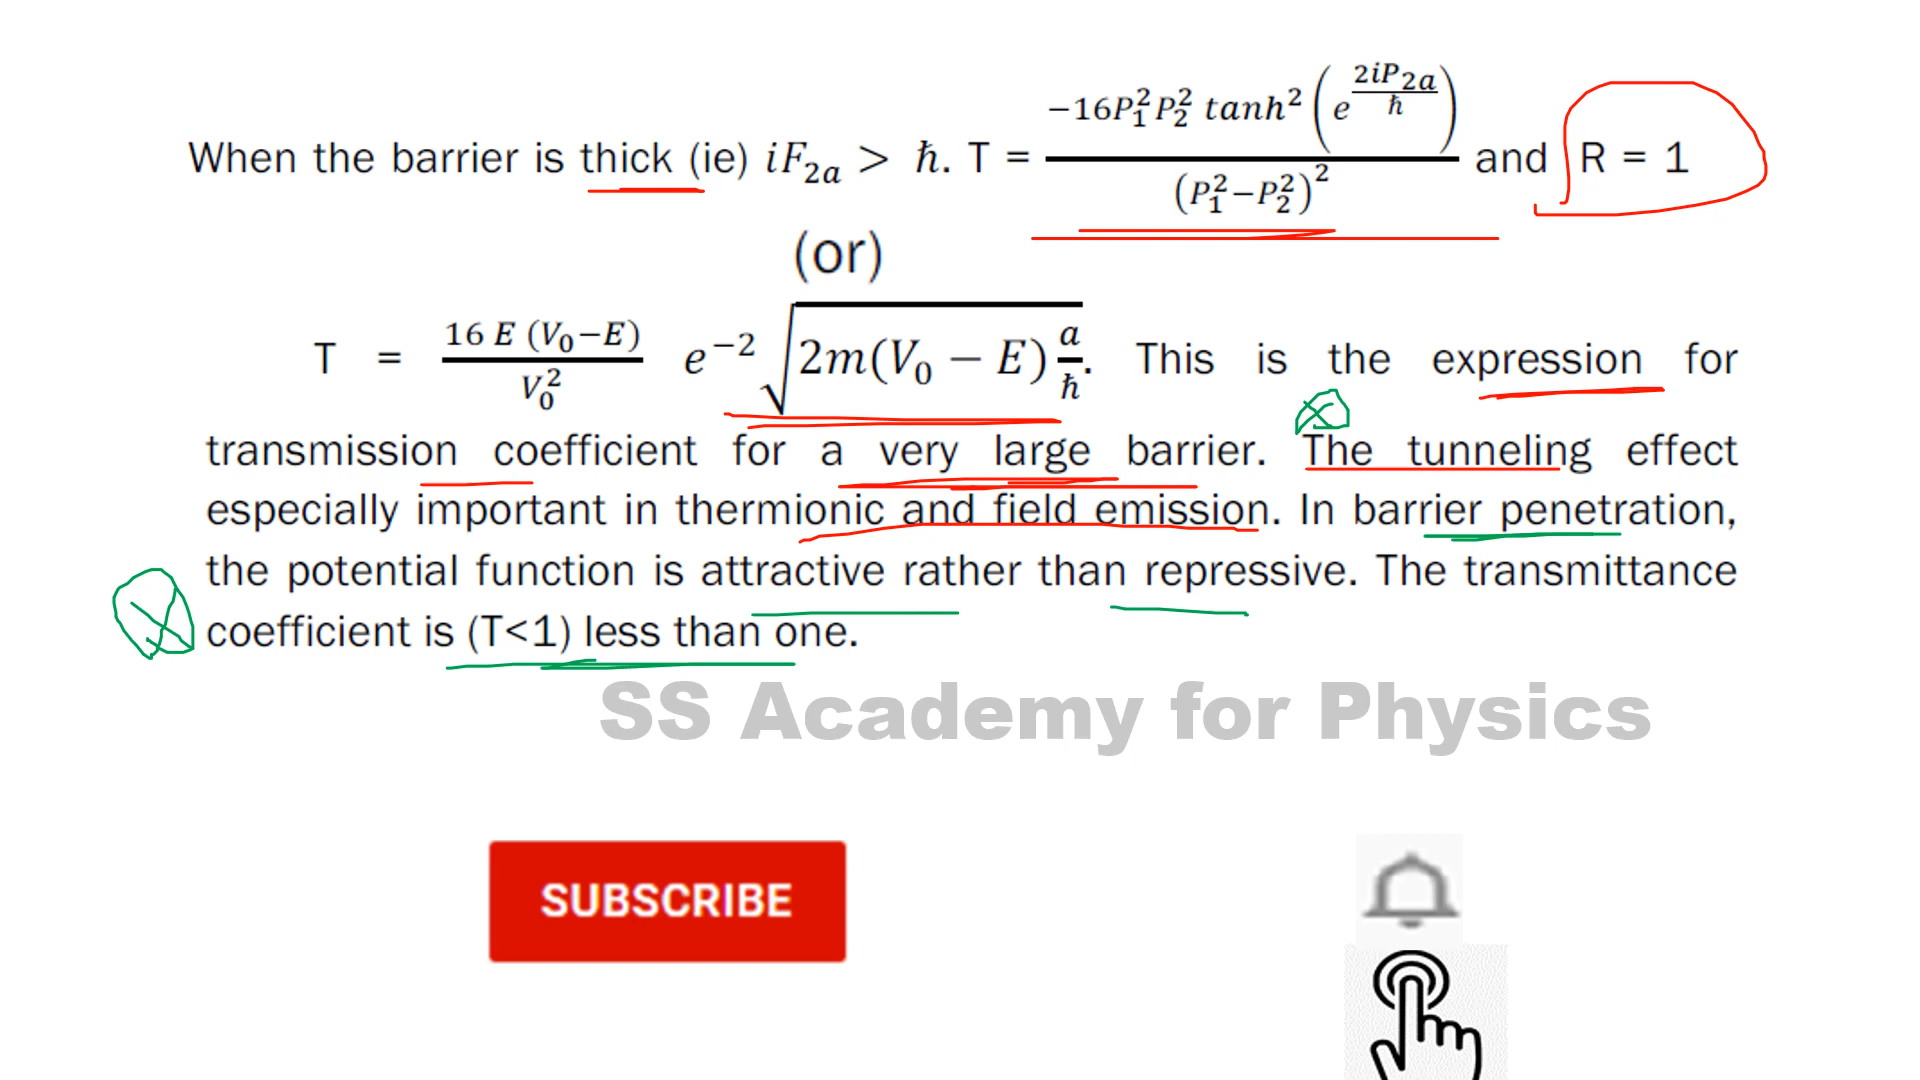 When the barrier is thick (ie) iF₂ₐ > ħ. T = −16P₁²P₂² tanh²(e^(2iP₂ₐ/ħ)) / (P₁²−P₂²)² and R = 1
(or)
T = 16 E (V₀−E) / V₀² e⁻² √2m(V₀ − E) a/ħ. This is the expression for
transmission coefficient for a very large barrier. The tunneling effect
especially important in thermionic and field emission. In barrier penetration,
the potential function is attractive rather than repressive. The transmittance
coefficient is (T<1) less than one.
SS Academy for Physics
SUBSCRIBE